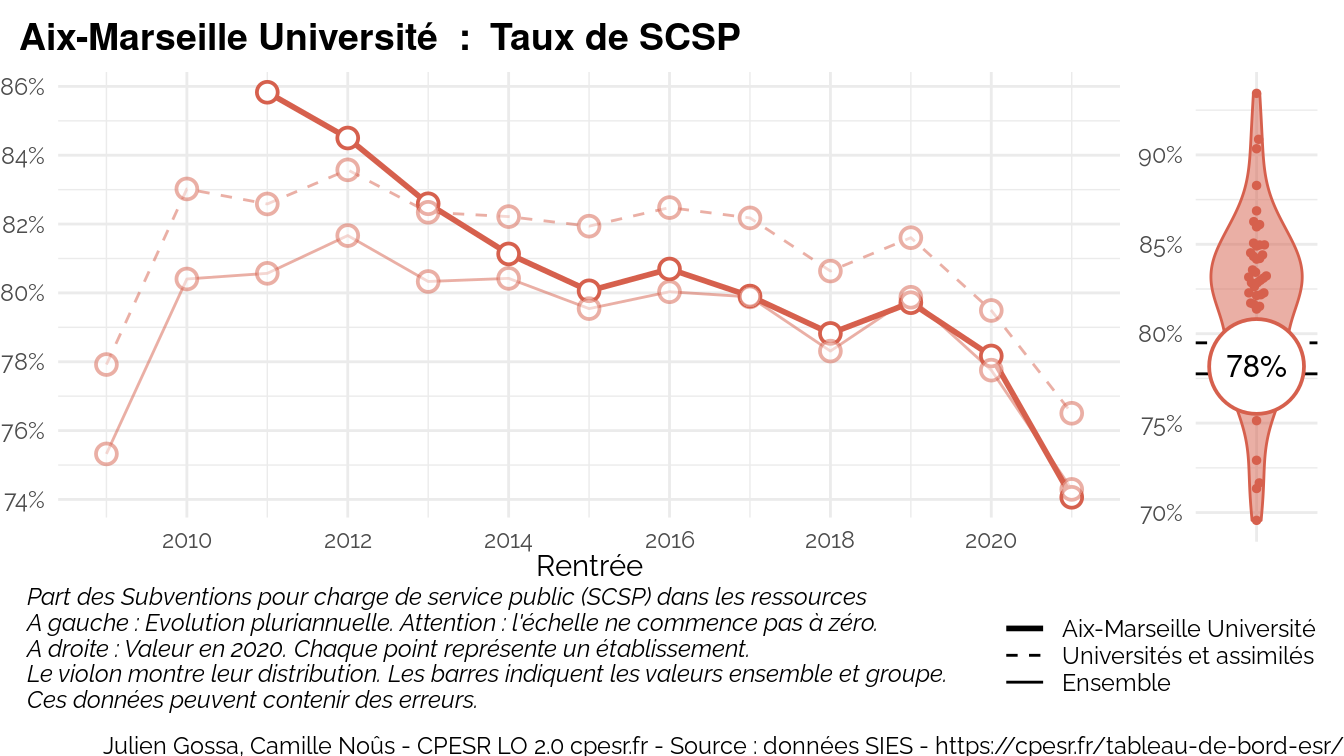 Aix-Marseille Université : Taux de SCSP
86%
84%
82%
80%
78%
76%
74%
2010 2012 2014 2016 2018 2020
Rentrée
90%
85%
80%
78%
75%
70%
Part des Subventions pour charge de service public (SCSP) dans les ressources
A gauche : Evolution pluriannuelle. Attention : l'échelle ne commence pas à zéro.
A droite : Valeur en 2020. Chaque point représente un établissement.
Le violon montre leur distribution. Les barres indiquent les valeurs ensemble et groupe.
Ces données peuvent contenir des erreurs.
Aix-Marseille Université
Universités et assimilés
Ensemble
Julien Gossa, Camille Noûs - CPESR LO 2.0 cpesr.fr - Source : données SIES - https://cpesr.fr/tableau-de-bord-esr/